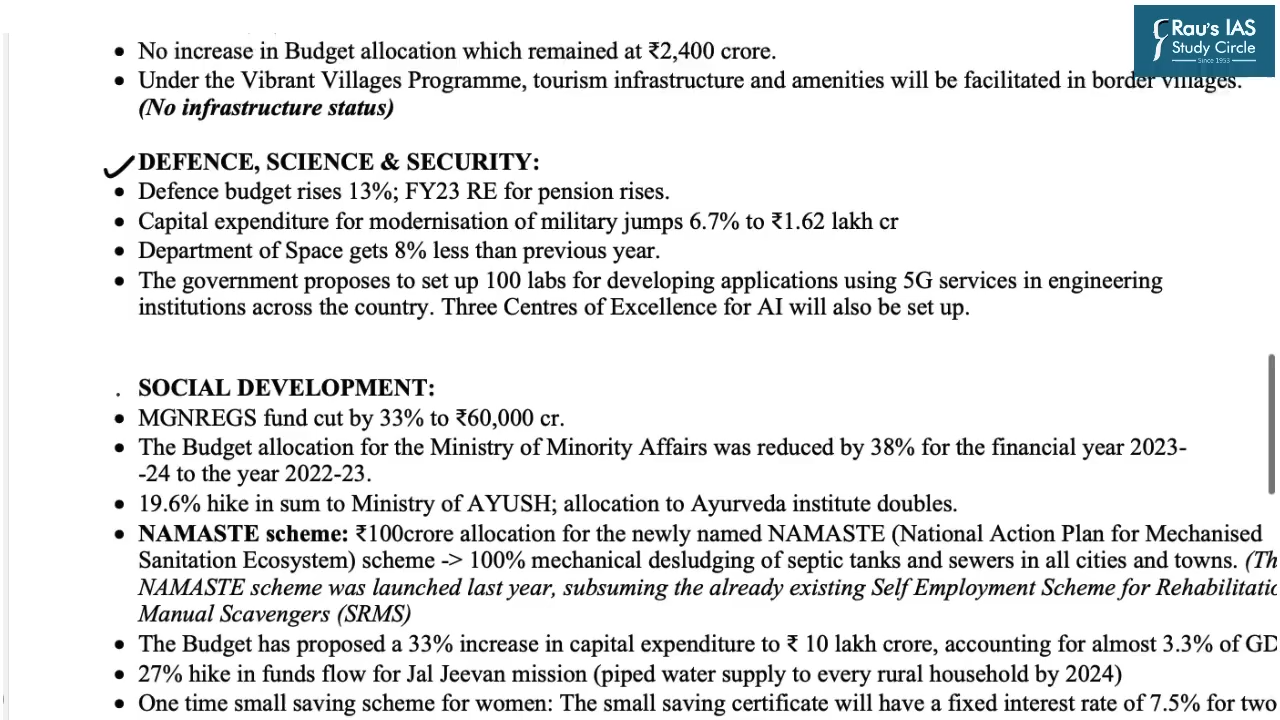 Rau's IAS
Study Circle
Since 1953
• No increase in Budget allocation which remained at ₹2,400 crore.
• Under the Vibrant Villages Programme, tourism infrastructure and amenities will be facilitated in border villages.
(No infrastructure status)
DEFENCE, SCIENCE & SECURITY:
• Defence budget rises 13%; FY23 RE for pension rises.
• Capital expenditure for modernisation of military jumps 6.7% to ₹1.62 lakh cr
• Department of Space gets 8% less than previous year.
• The government proposes to set up 100 labs for developing applications using 5G services in engineering
institutions across the country. Three Centres of Excellence for AI will also be set up.
. SOCIAL DEVELOPMENT:
• MGNREGS fund cut by 33% to ₹60,000 cr.
• The Budget allocation for the Ministry of Minority Affairs was reduced by 38% for the financial year 2023-
-24 to the year 2022-23.
• 19.6% hike in sum to Ministry of AYUSH; allocation to Ayurveda institute doubles.
• NAMASTE scheme: ₹100crore allocation for the newly named NAMASTE (National Action Plan for Mechanised
Sanitation Ecosystem) scheme -> 100% mechanical desludging of septic tanks and sewers in all cities and towns. (Th
NAMASTE scheme was launched last year, subsuming the already existing Self Employment Scheme for Rehabilitatio
Manual Scavengers (SRMS)
• The Budget has proposed a 33% increase in capital expenditure to ₹ 10 lakh crore, accounting for almost 3.3% of GD
• 27% hike in funds flow for Jal Jeevan mission (piped water supply to every rural household by 2024)
• One time small saving scheme for women: The small saving certificate will have a fixed interest rate of 7.5% for two